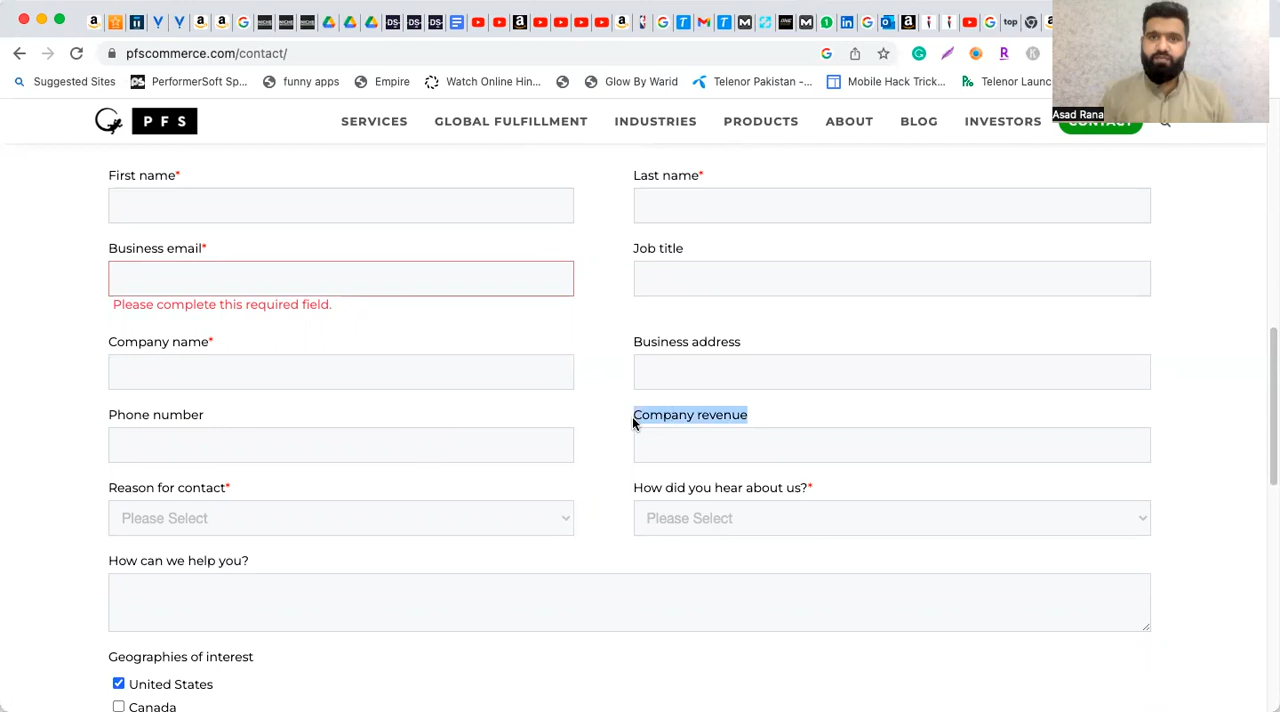 pfscommerce.com/contact/
Suggested Sites
PerformerSoft Sp...
funny apps
Empire
Watch Online Hin...
Glow By Warid
Telenor Pakistan -...
Mobile Hack Trick...
Telenor Launc
Asad Rana
PFS
SERVICES
GLOBAL FULFILLMENT
INDUSTRIES
PRODUCTS
ABOUT
BLOG
INVESTORS
CONTACT
First name*
Last name*
Business email*
Job title
Please complete this required field.
Company name*
Business address
Phone number
Company revenue
Reason for contact*
How did you hear about us?*
Please Select
Please Select
How can we help you?
Geographies of interest
United States
Canada